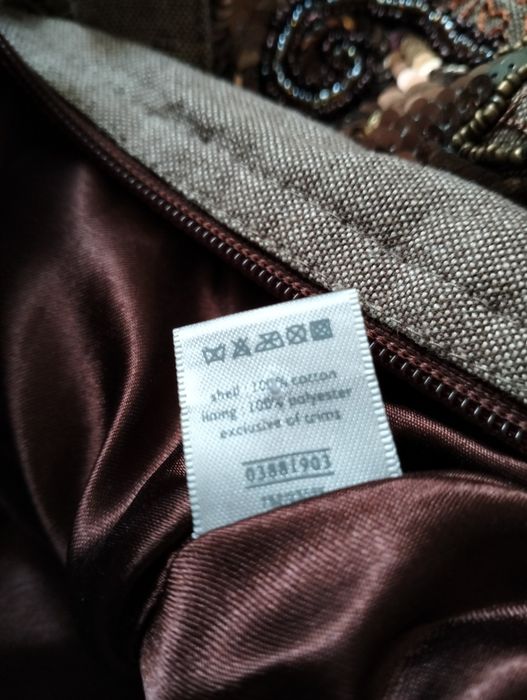 shell : 100% cotton
lining : 100% polyester
exclusive of trims
03881903